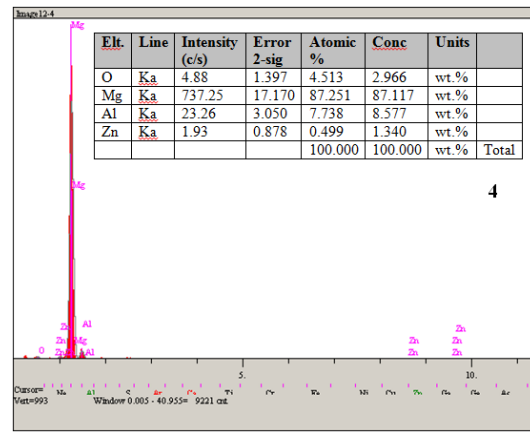 Image12-4
Mg
Elt. Line Intensity (c/s) Error 2-sig Atomic % Conc Units
O Ka 4.88 1.397 4.513 2.966 wt.%
Mg Ka 737.25 17.170 87.251 87.117 wt.%
Al Ka 23.26 3.050 7.738 8.577 wt.%
Zn Ka 1.93 0.878 0.499 1.340 wt.%
100.000 100.000 wt.% Total
Mg
4
Zn Al Zn
O Zn Mg Al Zn Zn
Zn Zn
5. 10.
Cursor=
Vert=993 Window 0.005 - 40.955= 9221 cnt